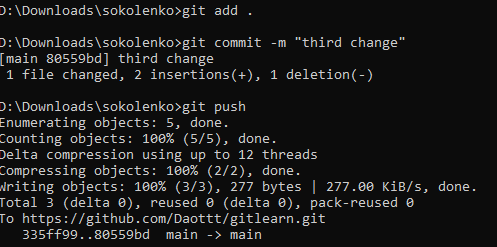 D:\Downloads\sokolenko>git add .
D:\Downloads\sokolenko>git commit -m "third change"
[main 80559bd] third change
1 file changed, 2 insertions(+), 1 deletion(-)
D:\Downloads\sokolenko>git push
Enumerating objects: 5, done.
Counting objects: 100% (5/5), done.
Delta compression using up to 12 threads
Compressing objects: 100% (2/2), done.
Writing objects: 100% (3/3), 277 bytes | 277.00 KiB/s, done.
Total 3 (delta 0), reused 0 (delta 0), pack-reused 0
To https://github.com/Daottt/gitlearn.git
335ff99..80559bd  main -> main